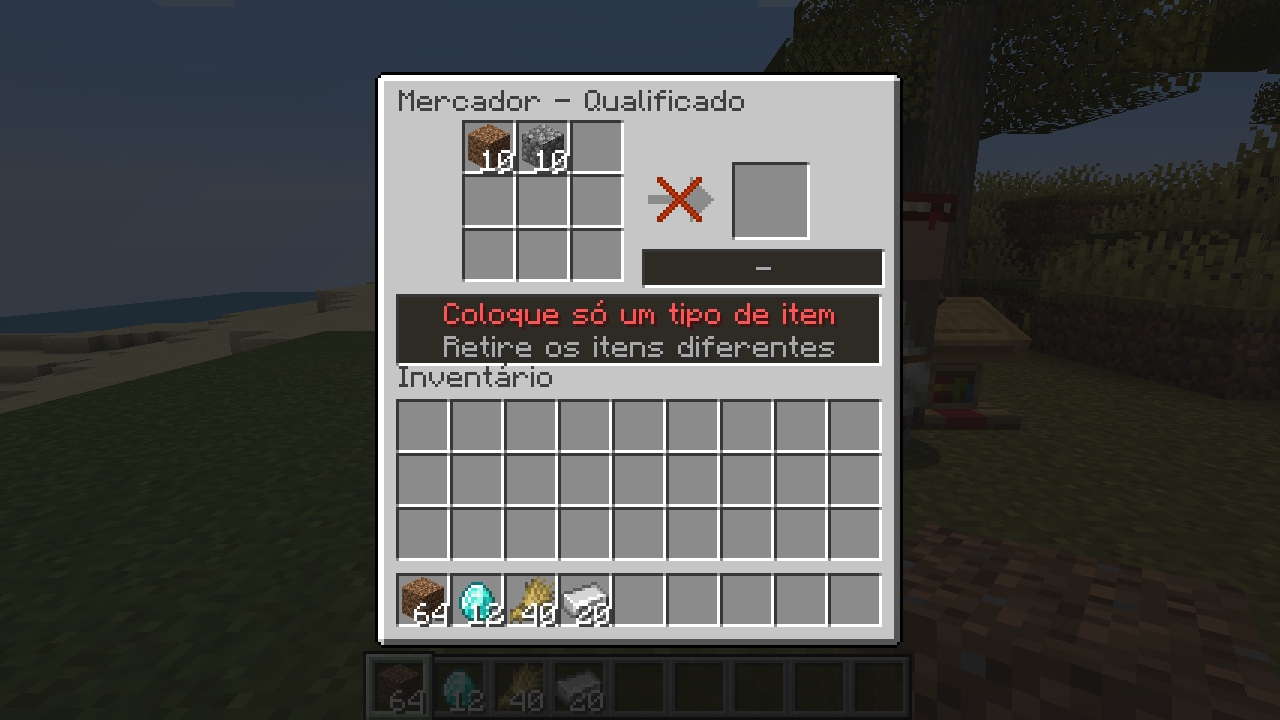 Mercador - Qualificado
10 10
-
Coloque só um tipo de item
Retire os itens diferentes
Inventário
64 12 40 20
64 12 40 20